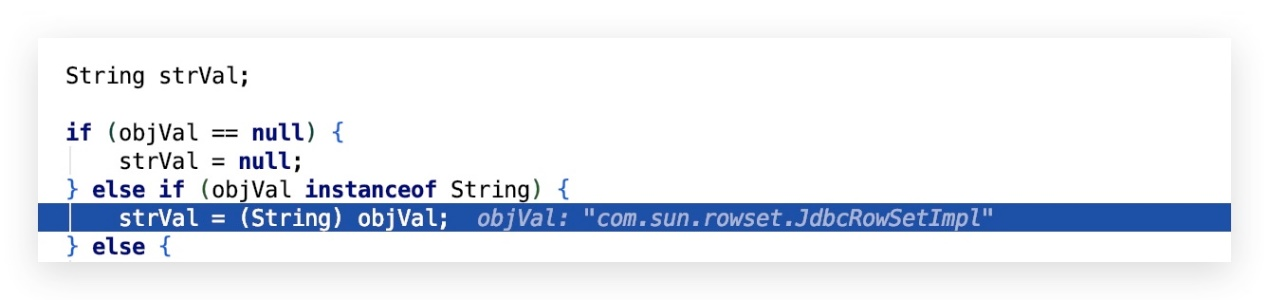 String strVal;
if (objVal == null) {
strVal = null;
} else if (objVal instanceof String) {
strVal = (String) objVal; objVal: "com.sun.rowset.JdbcRowSetImpl"
} else {